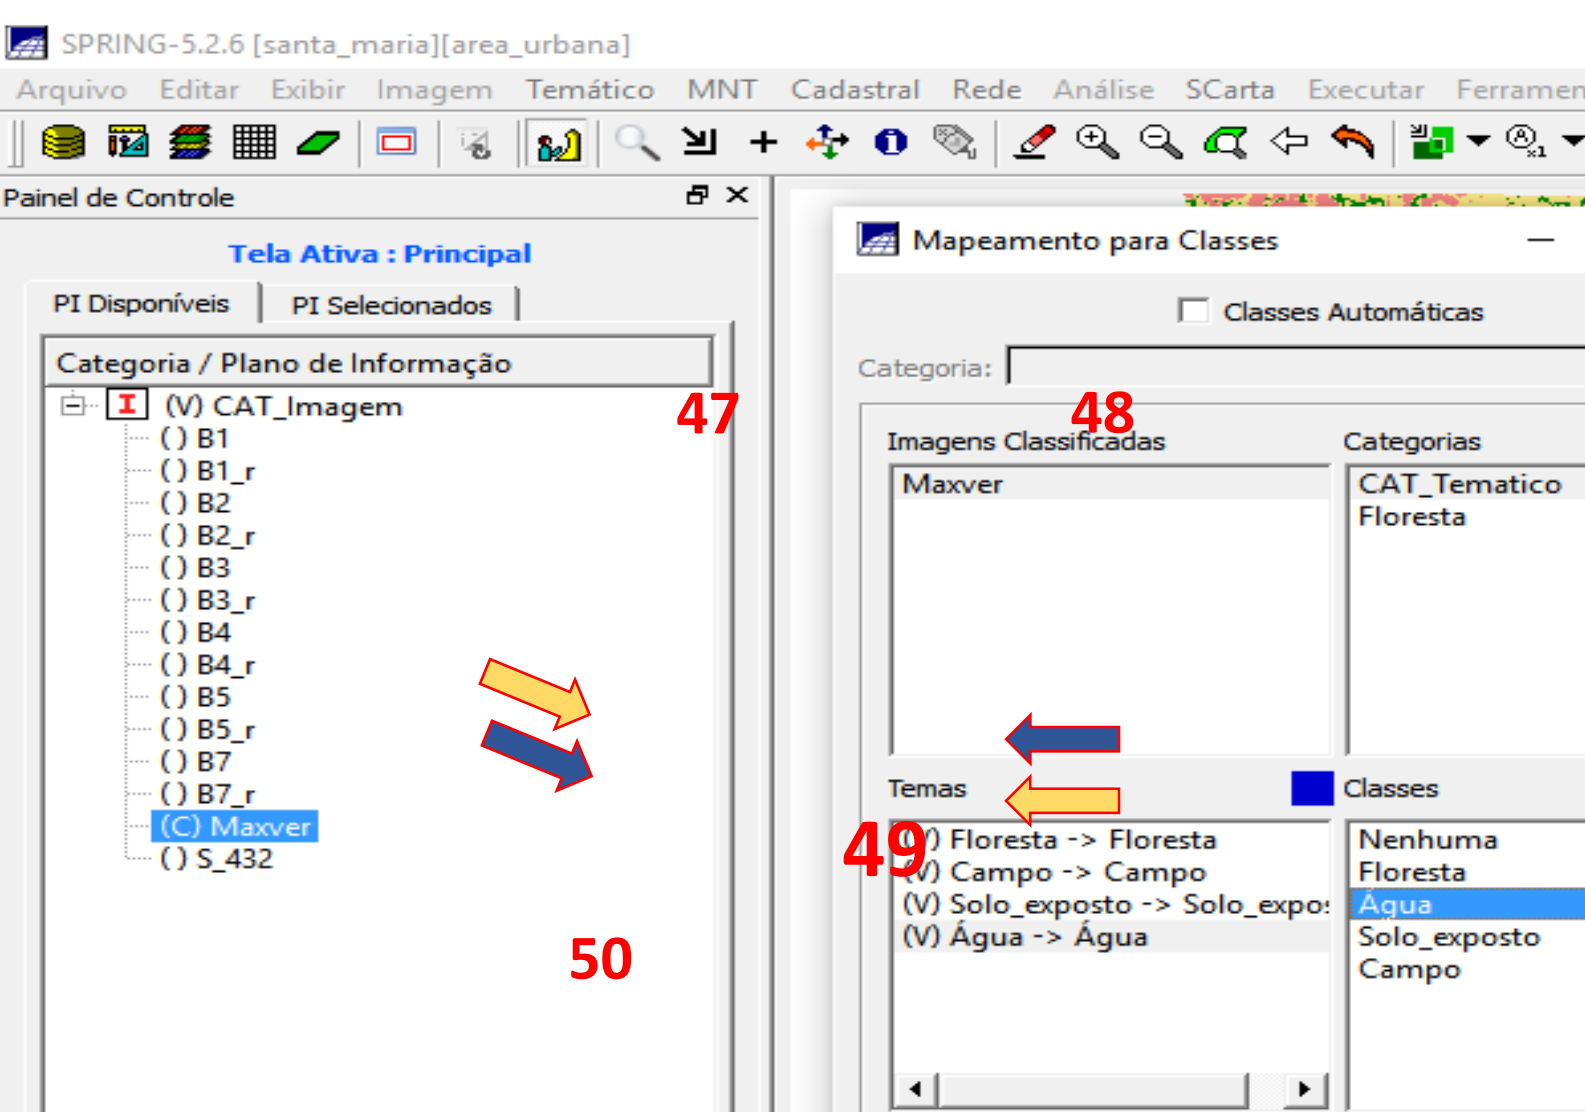 SPRING-5.2.6 [santa_maria][area_urbana]
Arquivo Editar Exibir Imagem Temático MNT Cadastral Rede Análise SCarta Executar Ferramen
Painel de Controle
Tela Ativa : Principal
PI Disponíveis PI Selecionados
Categoria / Plano de Informação
(V) CAT_Imagem
() B1
() B1_r
() B2
() B2_r
() B3
() B3_r
() B4
() B4_r
() B5
() B5_r
() B7
() B7_r
(C) Maxver
() S_432
47
50
Mapeamento para Classes
Classes Automáticas
Categoria:
48
Imagens Classificadas
Maxver
Categorias
CAT_Tematico
Floresta
Temas
49
(V) Floresta -> Floresta
(V) Campo -> Campo
(V) Solo_exposto -> Solo_expos
(V) Água -> Água
Classes
Nenhuma
Floresta
Água
Solo_exposto
Campo